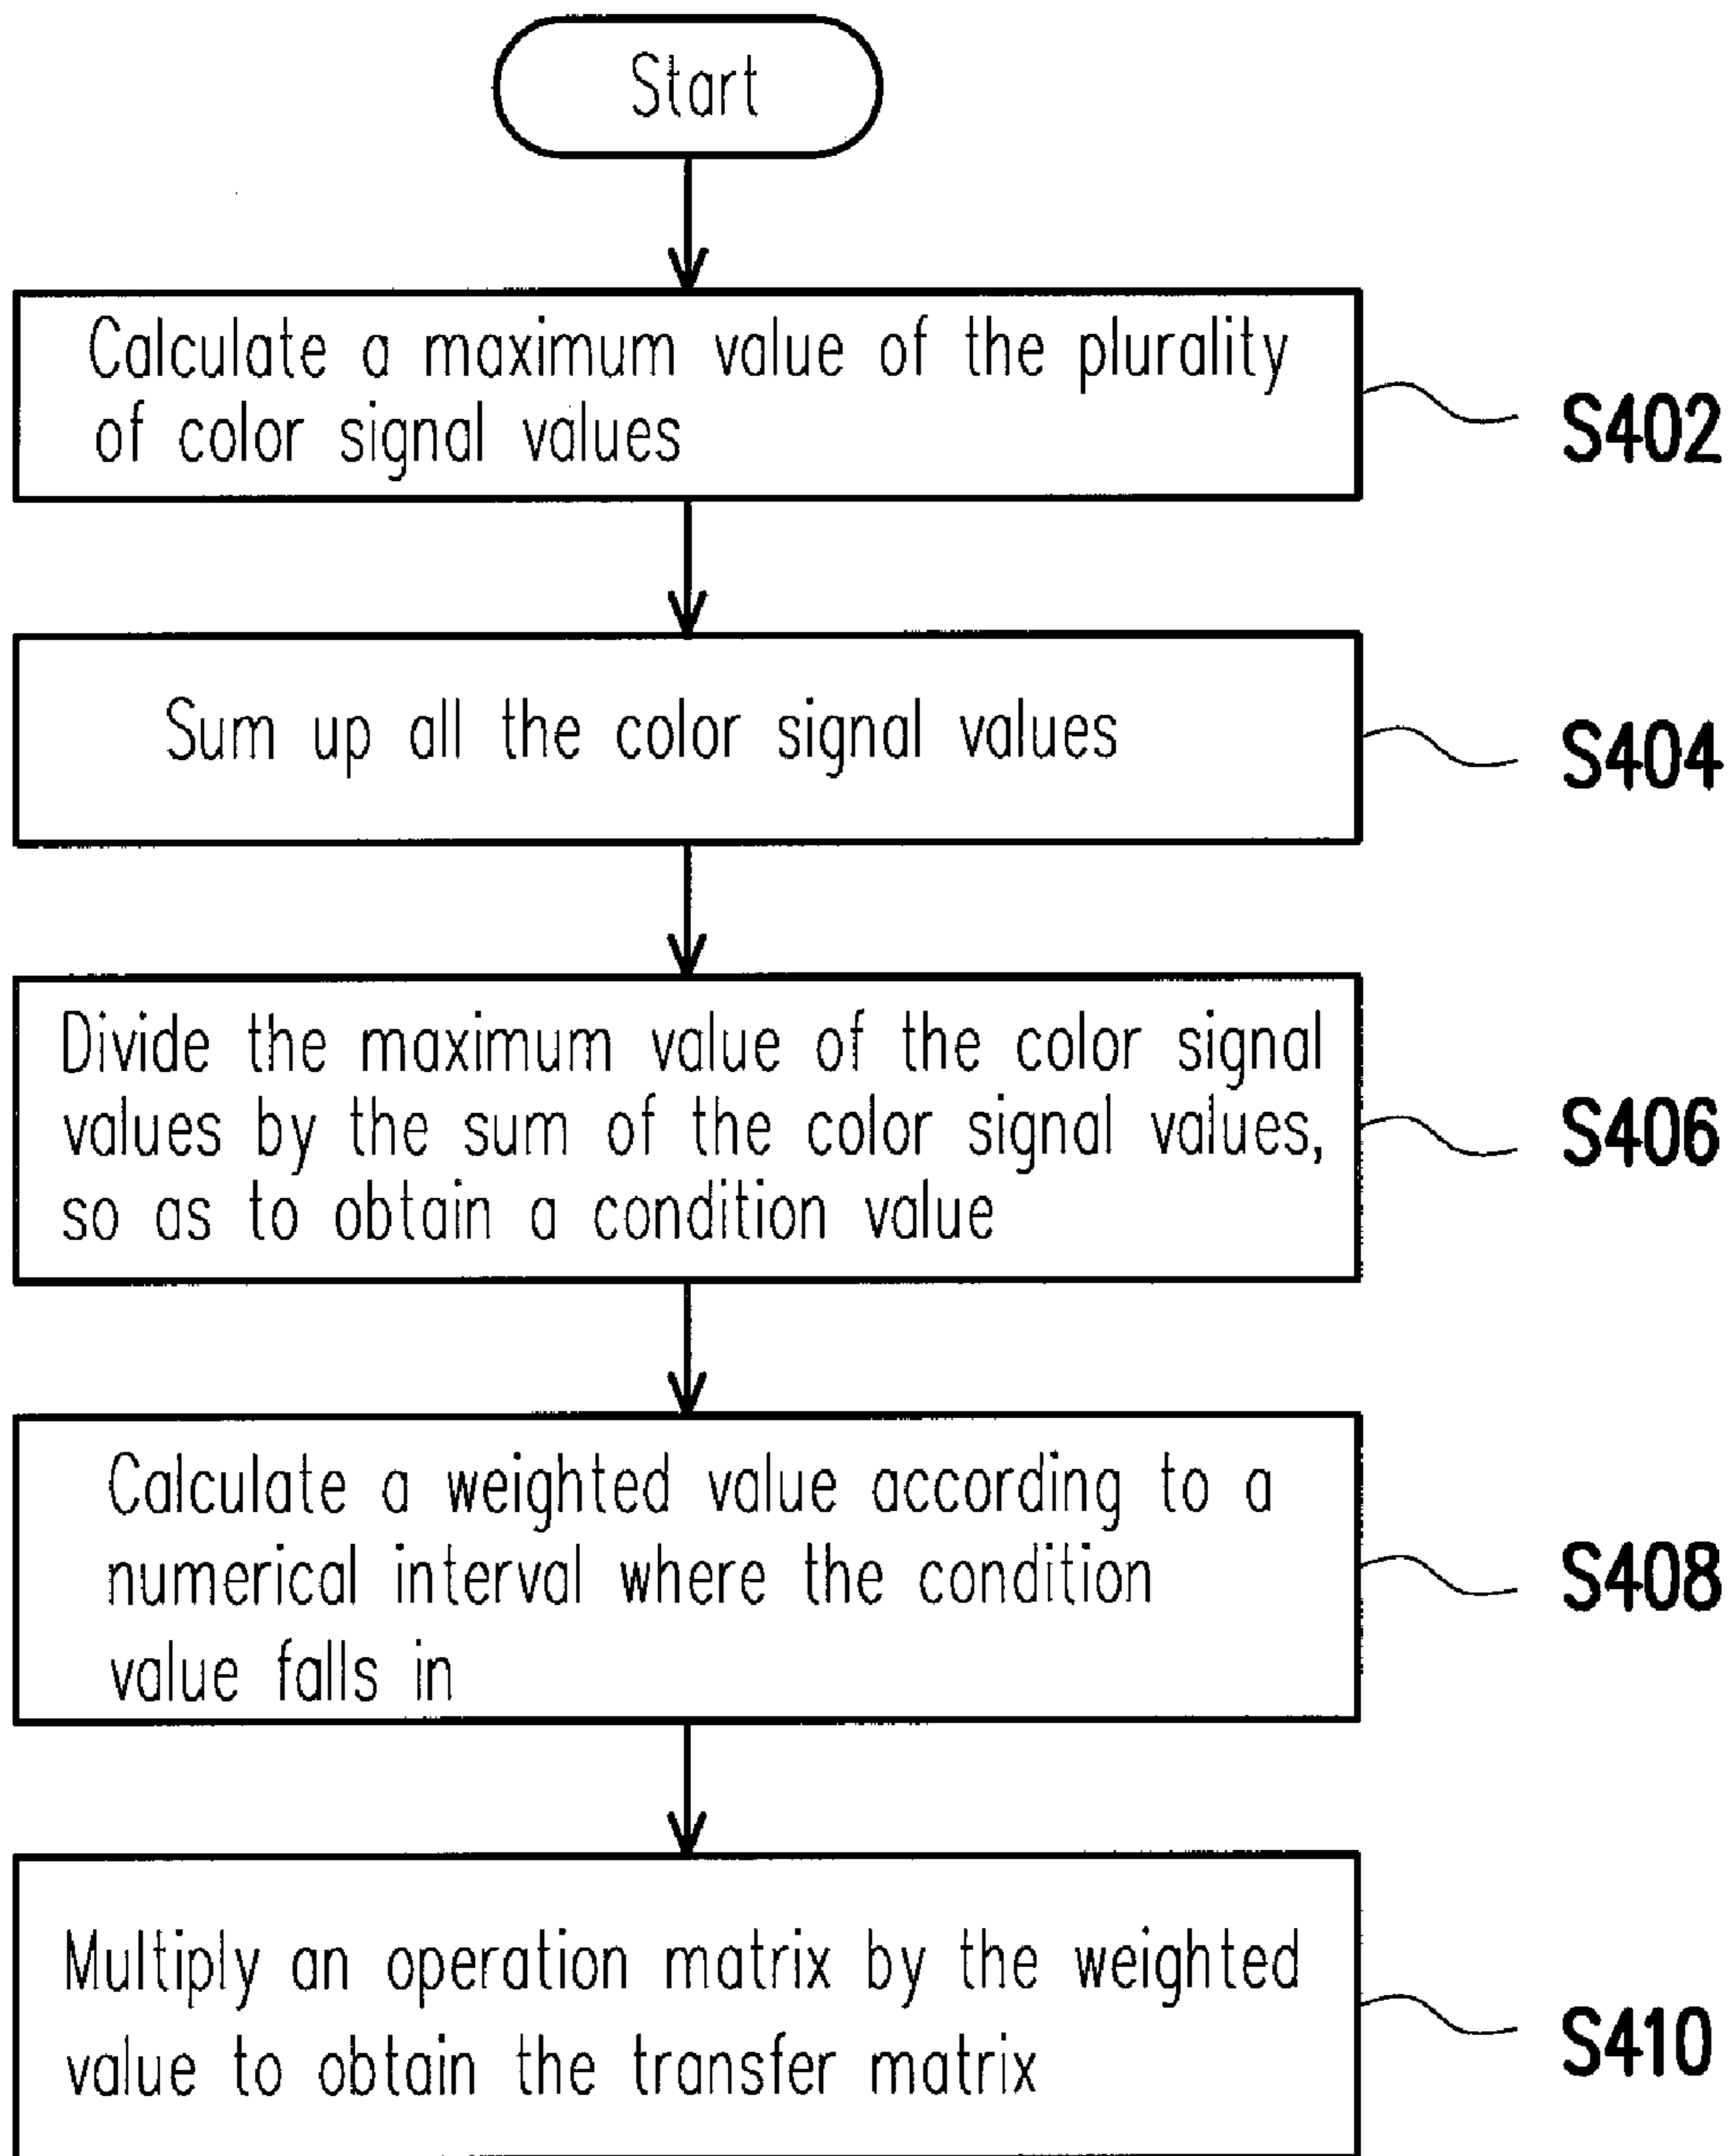 Start
Calculate a maximum value of the plurality
of color signal values
S402
Sum up all the color signal values
S404
Divide the maximum value of the color signal
values by the sum of the color signal values,
so as to obtain a condition value
S406
Calculate a weighted value according to a
numerical interval where the condition
value falls in
S408
Multiply an operation matrix by the weighted
value to obtain the transfer matrix
S410